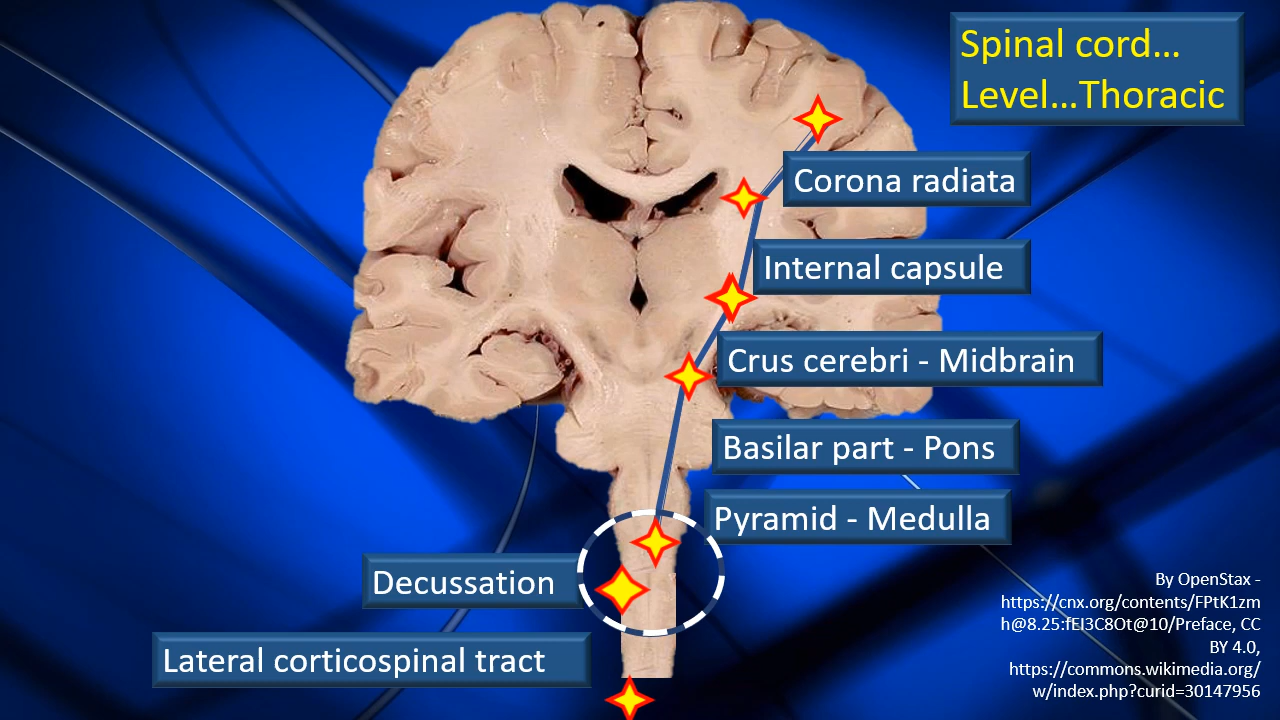 Spinal cord…
Level…Thoracic
Corona radiata
Internal capsule
Crus cerebri - Midbrain
Basilar part - Pons
Pyramid - Medulla
Decussation
Lateral corticospinal tract
By OpenStax -
https://cnx.org/contents/FPtK1zm
h@8.25:fEI3C8Ot@10/Preface, CC
BY 4.0,
https://commons.wikimedia.org/
w/index.php?curid=30147956